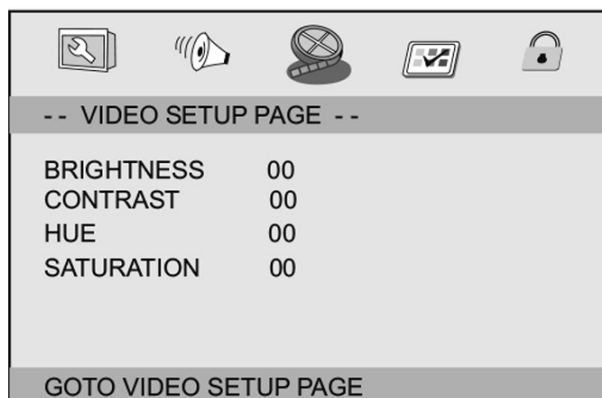 -- VIDEO SETUP PAGE --
BRIGHTNESS 00
CONTRAST 00
HUE 00
SATURATION 00
GOTO VIDEO SETUP PAGE